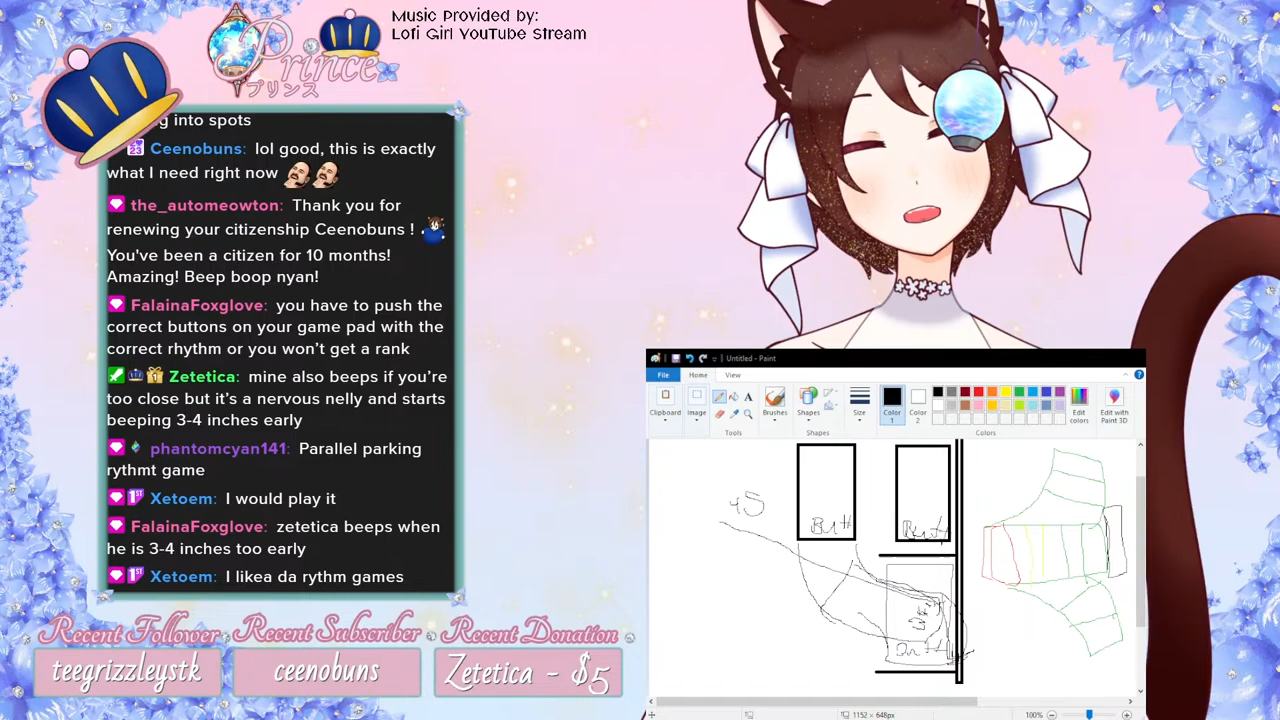 Music Provided by:
Lofi Girl YouTube Stream
Prince
プリンス
g into spots
Ceenobuns: lol good, this is exactly
what I need right now
the_automeowton: Thank you for
renewing your citizenship Ceenobuns !
You've been a citizen for 10 months!
Amazing! Beep boop nyan!
FalainaFoxglove: you have to push the
correct buttons on your game pad with the
correct rhythm or you won't get a rank
Zetetica: mine also beeps if you're
too close but it's a nervous nelly and starts
beeping 3-4 inches early
phantomcyan141: Parallel parking
rythmt game
Xetoem: I would play it
FalainaFoxglove: zetetica beeps when
he is 3-4 inches too early
Xetoem: I likea da rythm games
Recent Follower
Recent Subscriber
Recent Donation
teegrizzleystk
ceenobuns
Zetetica - $5
Untitled - Paint
File
Home
View
Clipboard
Image
Tools
Brushes
Shapes
Shapes
Size
Color
1
Color
2
Colors
Edit
colors
Edit with
Paint 3D
45
Butt
Butt
1152 × 648px
100%